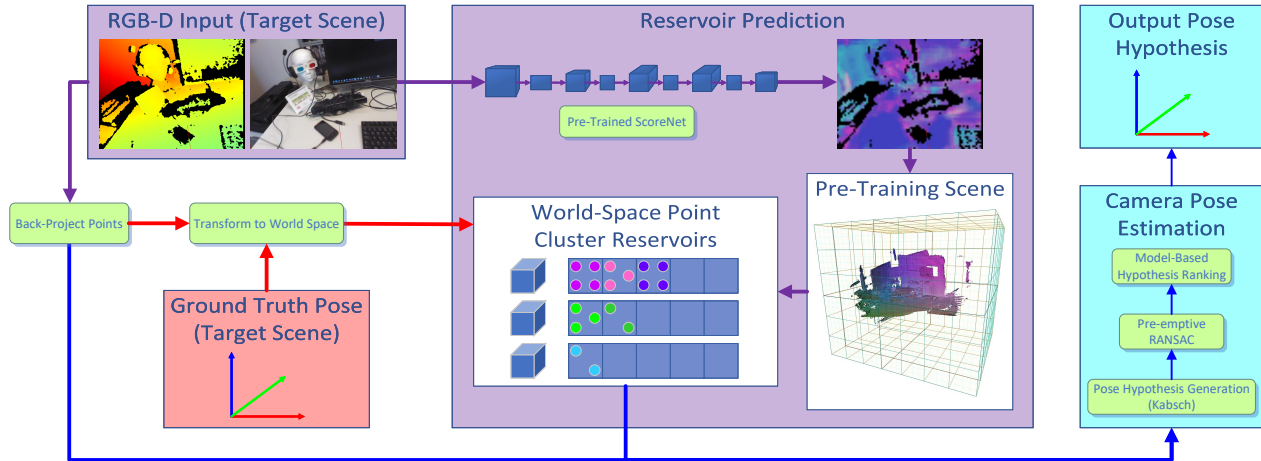 RGB-D Input (Target Scene)
Reservoir Prediction
Output Pose
Hypothesis
Pre-Trained ScoreNet
Back-Project Points
Transform to World Space
Ground Truth Pose
(Target Scene)
World-Space Point
Cluster Reservoirs
Pre-Training Scene
Camera Pose
Estimation
Model-Based
Hypothesis Ranking
Pre-emptive
RANSAC
Pose Hypothesis Generation
(Kabsch)